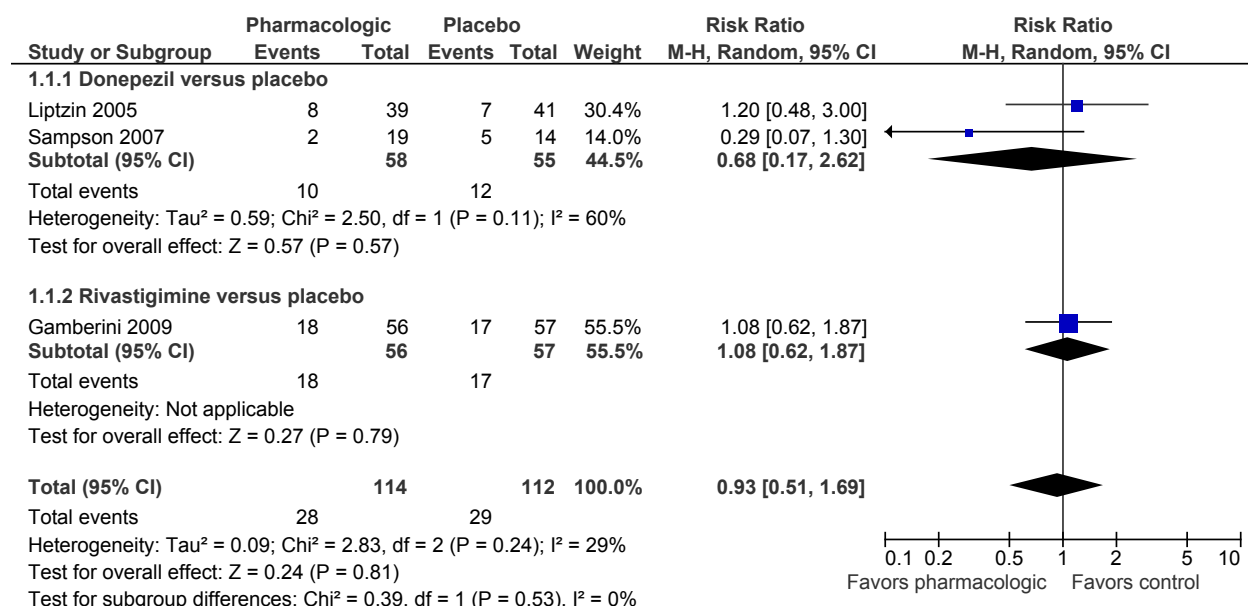 Pharmacologic Placebo Risk Ratio Risk Ratio
Study or Subgroup Events Total Events Total Weight M-H, Random, 95% CI M-H, Random, 95% CI
1.1.1 Donepezil versus placebo
Liptzin 2005 8 39 7 41 30.4% 1.20 [0.48, 3.00]
Sampson 2007 2 19 5 14 14.0% 0.29 [0.07, 1.30]
Subtotal (95% CI) 58 55 44.5% 0.68 [0.17, 2.62]
Total events 10 12
Heterogeneity: Tau² = 0.59; Chi² = 2.50, df = 1 (P = 0.11); I² = 60%
Test for overall effect: Z = 0.57 (P = 0.57)
1.1.2 Rivastigimine versus placebo
Gamberini 2009 18 56 17 57 55.5% 1.08 [0.62, 1.87]
Subtotal (95% CI) 56 57 55.5% 1.08 [0.62, 1.87]
Total events 18 17
Heterogeneity: Not applicable
Test for overall effect: Z = 0.27 (P = 0.79)
Total (95% CI) 114 112 100.0% 0.93 [0.51, 1.69]
Total events 28 29
Heterogeneity: Tau² = 0.09; Chi² = 2.83, df = 2 (P = 0.24); I² = 29%
Test for overall effect: Z = 0.24 (P = 0.81)
Test for subgroup differences: Chi² = 0.39, df = 1 (P = 0.53), I² = 0%
0.1 0.2 0.5 1 2 5 10
Favors pharmacologic Favors control